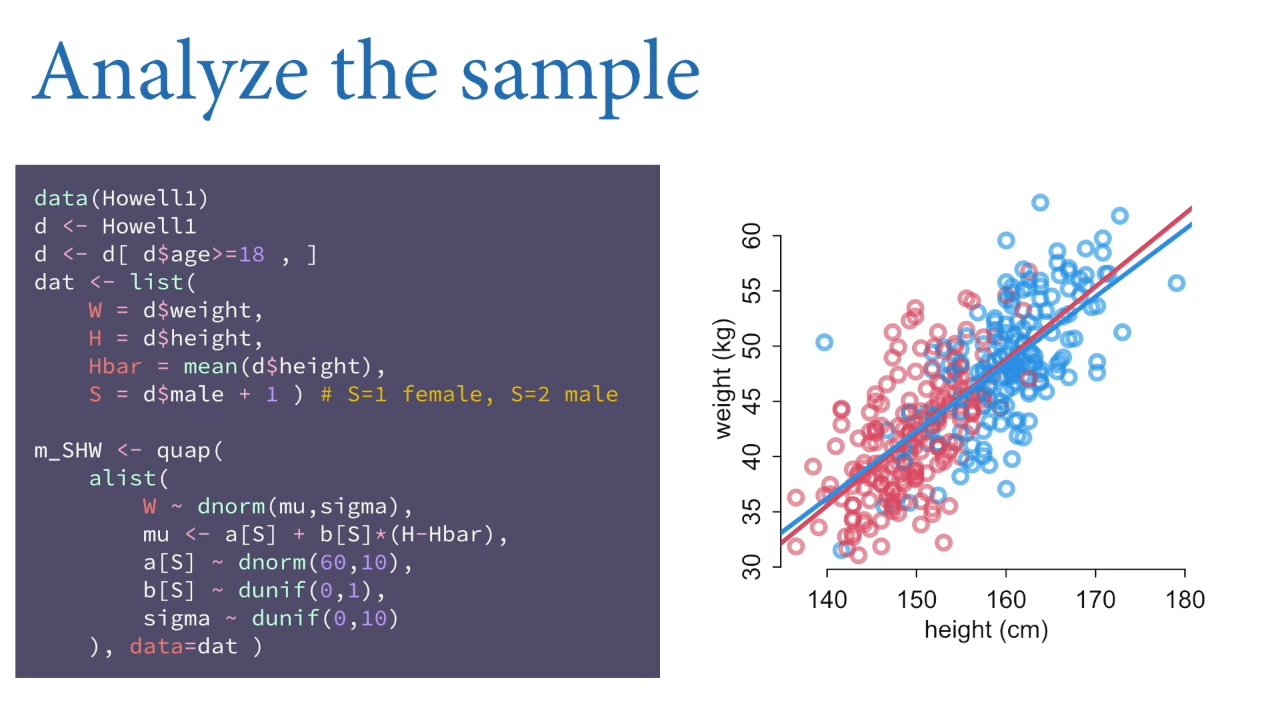 Analyze the sample
data(Howell1)
d <- Howell1
d <- d[ d$age>=18 , ]
dat <- list(
    W = d$weight,
    H = d$height,
    Hbar = mean(d$height),
    S = d$male + 1 ) # S=1 female, S=2 male
m_SHW <- quap(
    alist(
        W ~ dnorm(mu,sigma),
        mu <- a[S] + b[S]*(H-Hbar),
        a[S] ~ dnorm(60,10),
        b[S] ~ dunif(0,1),
        sigma ~ dunif(0,10)
    ), data=dat )
weight (kg)
60
55
50
45
40
35
30
140 150 160 170 180
height (cm)